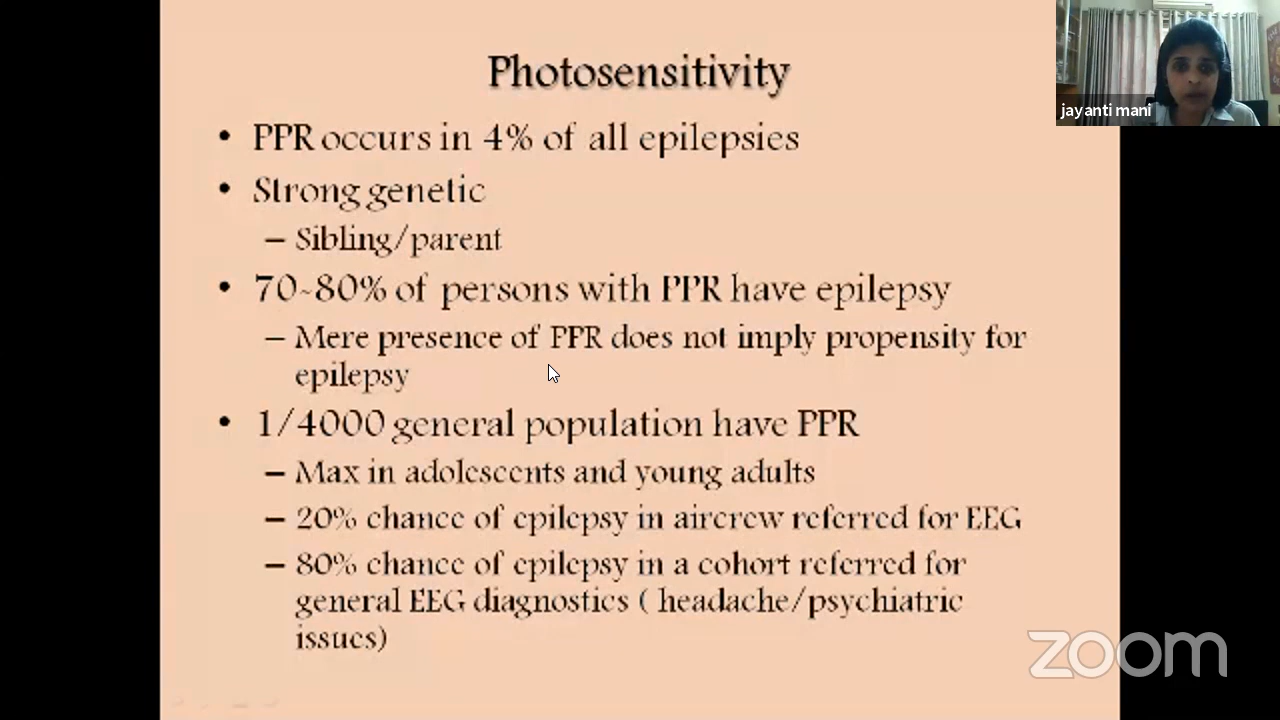 Photosensitivity
jayanti mani
• PPR occurs in 4% of all epilepsies
• Strong genetic
– Sibling/parent
• 70-80% of persons with PPR have epilepsy
– Mere presence of PPR does not imply propensity for
epilepsy
• 1/4000 general population have PPR
– Max in adolescents and young adults
– 20% chance of epilepsy in aircrew referred for EEG
– 80% chance of epilepsy in a cohort referred for
general EEG diagnostics ( headache/psychiatric
issues)
zoom